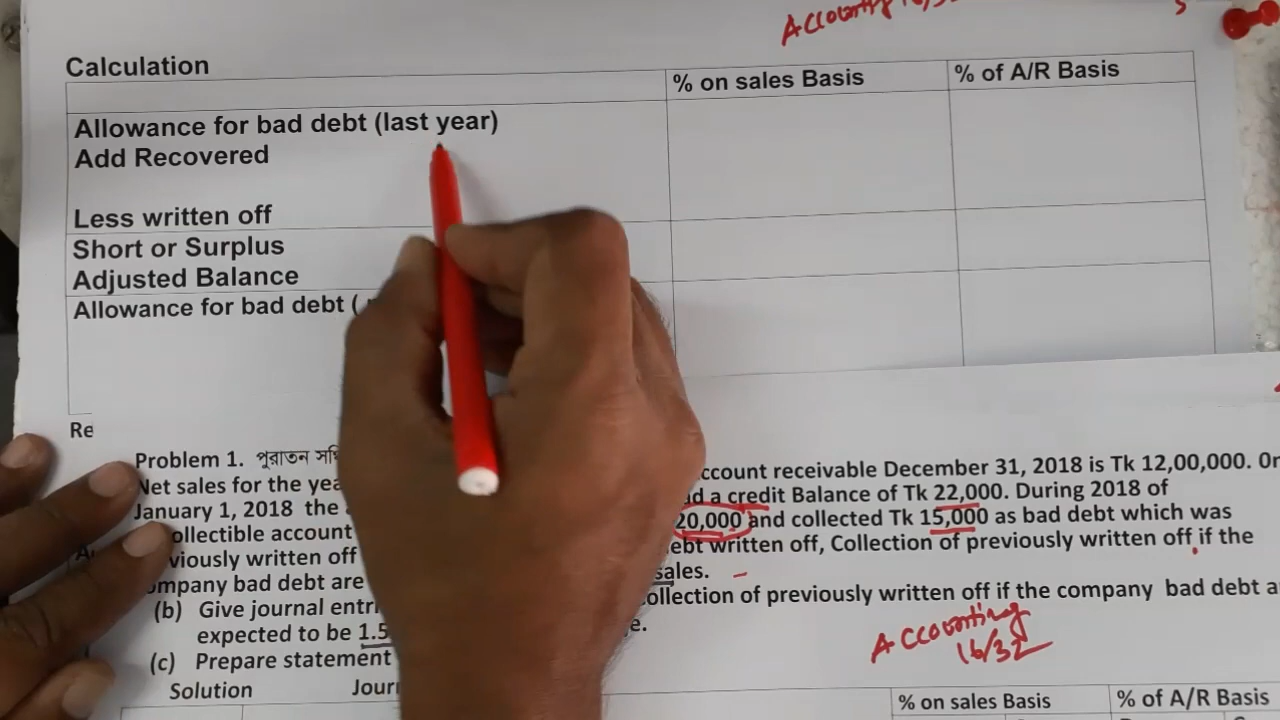 Accounting
Calculation
% on sales Basis % of A/R Basis
Allowance for bad debt (last year)
Add Recovered
Less written off
Short or Surplus
Adjusted Balance
Allowance for bad debt (
Re
Problem 1. পুরাতন ccount receivable December 31, 2018 is Tk 12,00,000. On
Net sales for the yea d a credit Balance of Tk 22,000. During 2018 of
January 1, 2018 the 20,000 and collected Tk 15,000 as bad debt which was
ollectible account ebt written off, Collection of previously written off if the
viously written off sales.
ompany bad debt are ollection of previously written off if the company bad debt a
(b) Give journal entri e.
expected to be 1.5
Accounting
16/32
(c) Prepare statement
Solution Jour
% on sales Basis % of A/R Basis